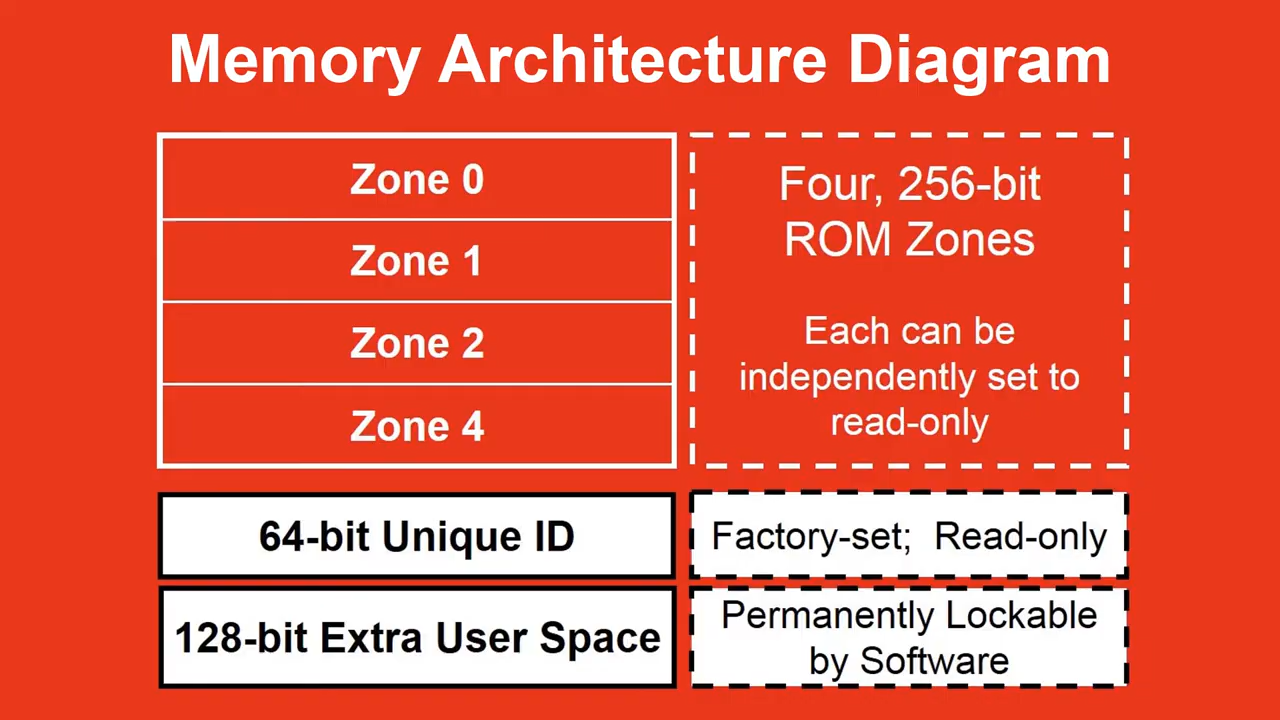 Memory Architecture Diagram
Zone 0
Zone 1
Zone 2
Zone 4
Four, 256-bit
ROM Zones
Each can be
independently set to
read-only
64-bit Unique ID
Factory-set;  Read-only
128-bit Extra User Space
Permanently Lockable
by Software